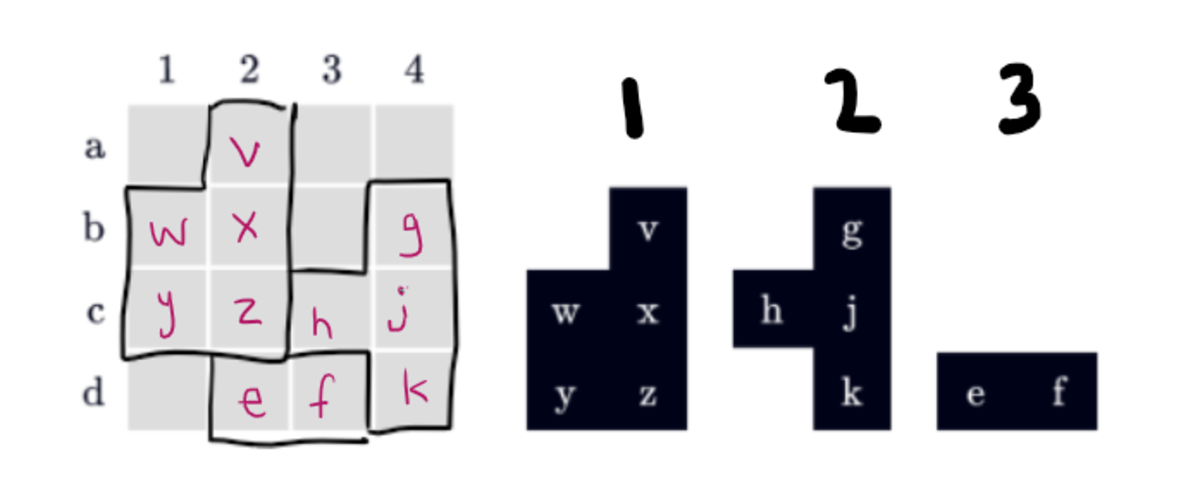 1 2 3 4
a v
b w x g
c y z h j
d e f k
1 2 3
v g
w x h j
y z k e f